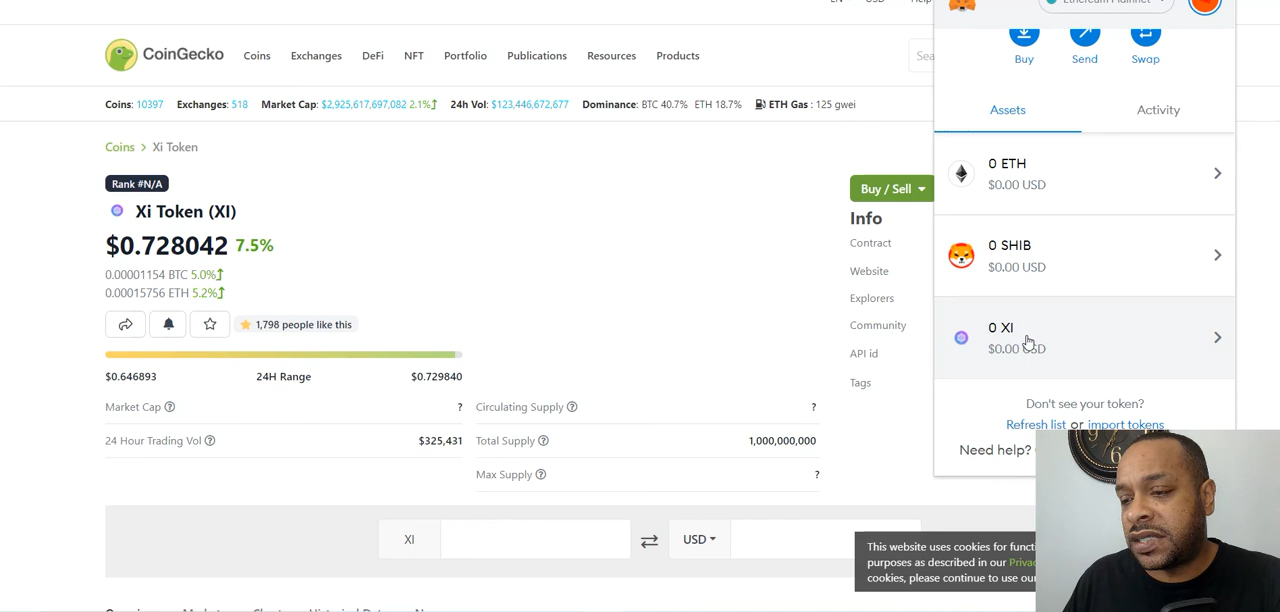 CoinGecko
Coins Exchanges DeFi NFT Portfolio Publications Resources Products
Sea
Coins: 10397 Exchanges: 518 Market Cap: $2,925,617,697,082 2.1% 24h Vol: $123,446,672,677 Dominance: BTC 40.7% ETH 18.7% ETH Gas : 125 gwei
Coins > Xi Token
Rank #N/A
Xi Token (XI)
$0.728042 7.5%
0.00001154 BTC 5.0%
0.00015756 ETH 5.2%
1,798 people like this
$0.646893 24H Range $0.729840
Market Cap ?
24 Hour Trading Vol $325,431
Circulating Supply ?
Total Supply 1,000,000,000
Max Supply ?
XI USD
Buy / Sell
Info
Contract
Website
Explorers
Community
API id
Tags
Ethereum Mainnet
Buy Send Swap
Assets Activity
0 ETH
$0.00 USD
0 SHIB
$0.00 USD
0 XI
$0.00 USD
Don't see your token?
Refresh list or import tokens
Need help?
This website uses cookies for functi
purposes as described in our Priva
cookies, please continue to use our